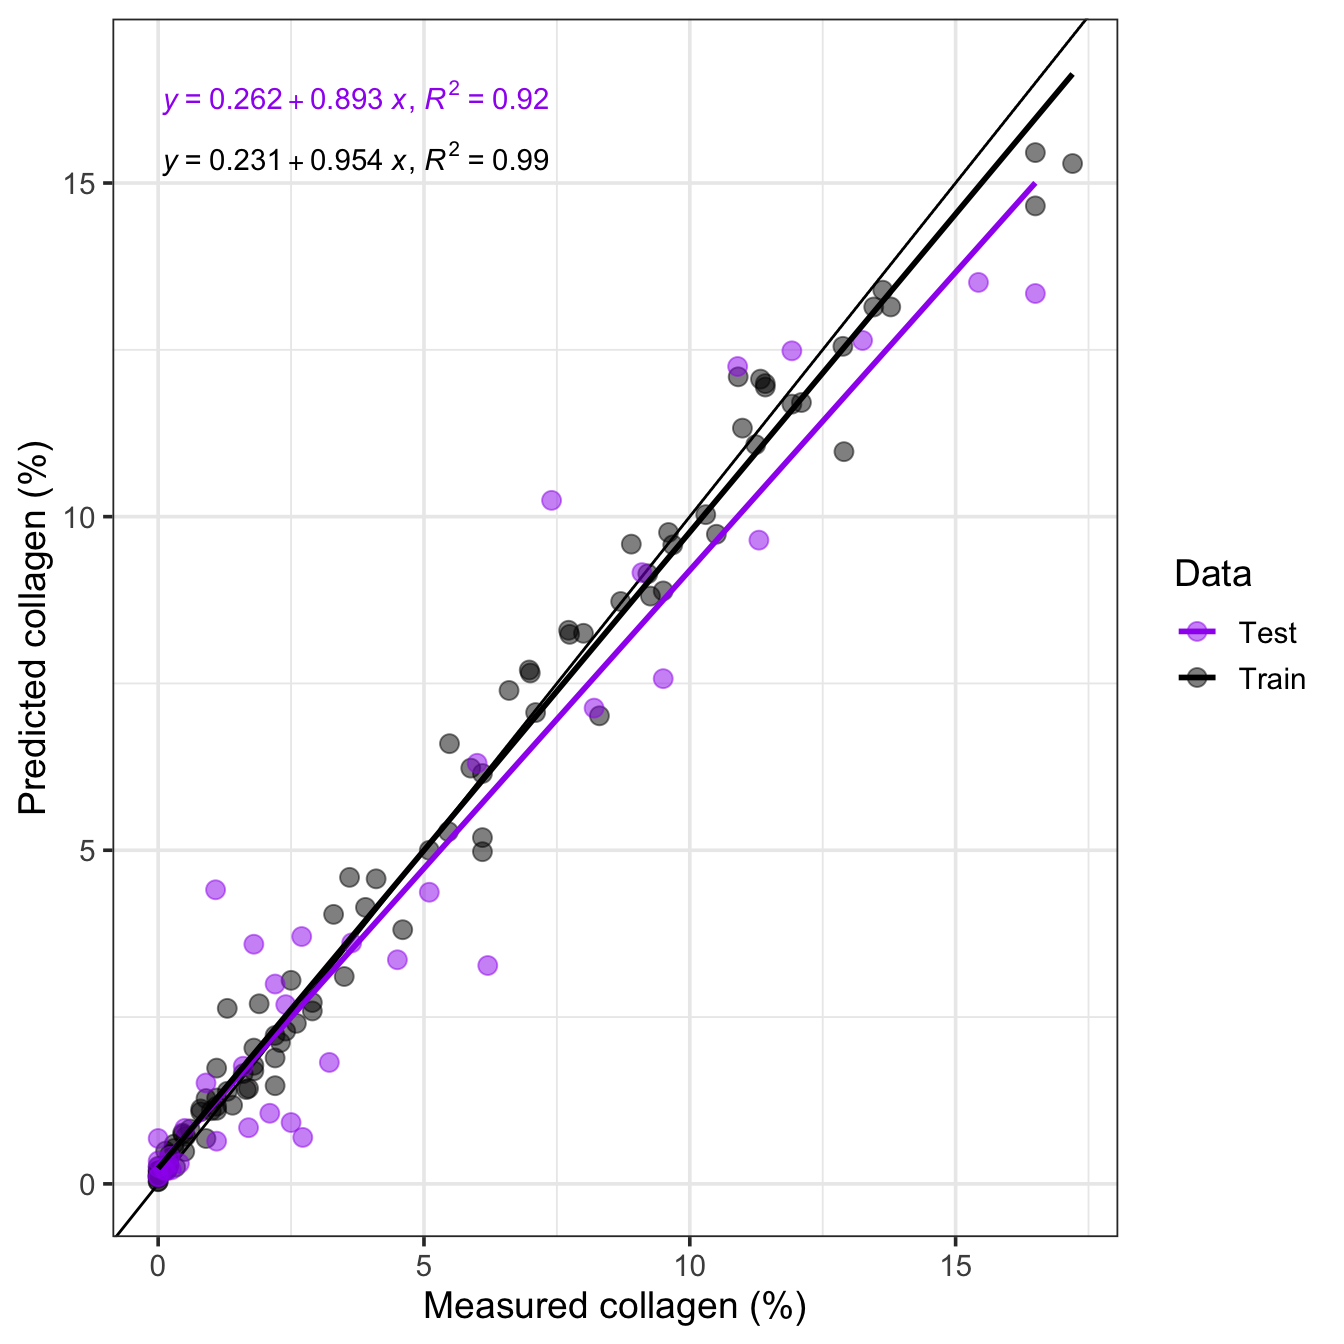 y = 0.262 + 0.893 x, R² = 0.92
y = 0.231 + 0.954 x, R² = 0.99
15
10
5
0
0 5 10 15
Measured collagen (%)
Predicted collagen (%)
Data
Test
Train